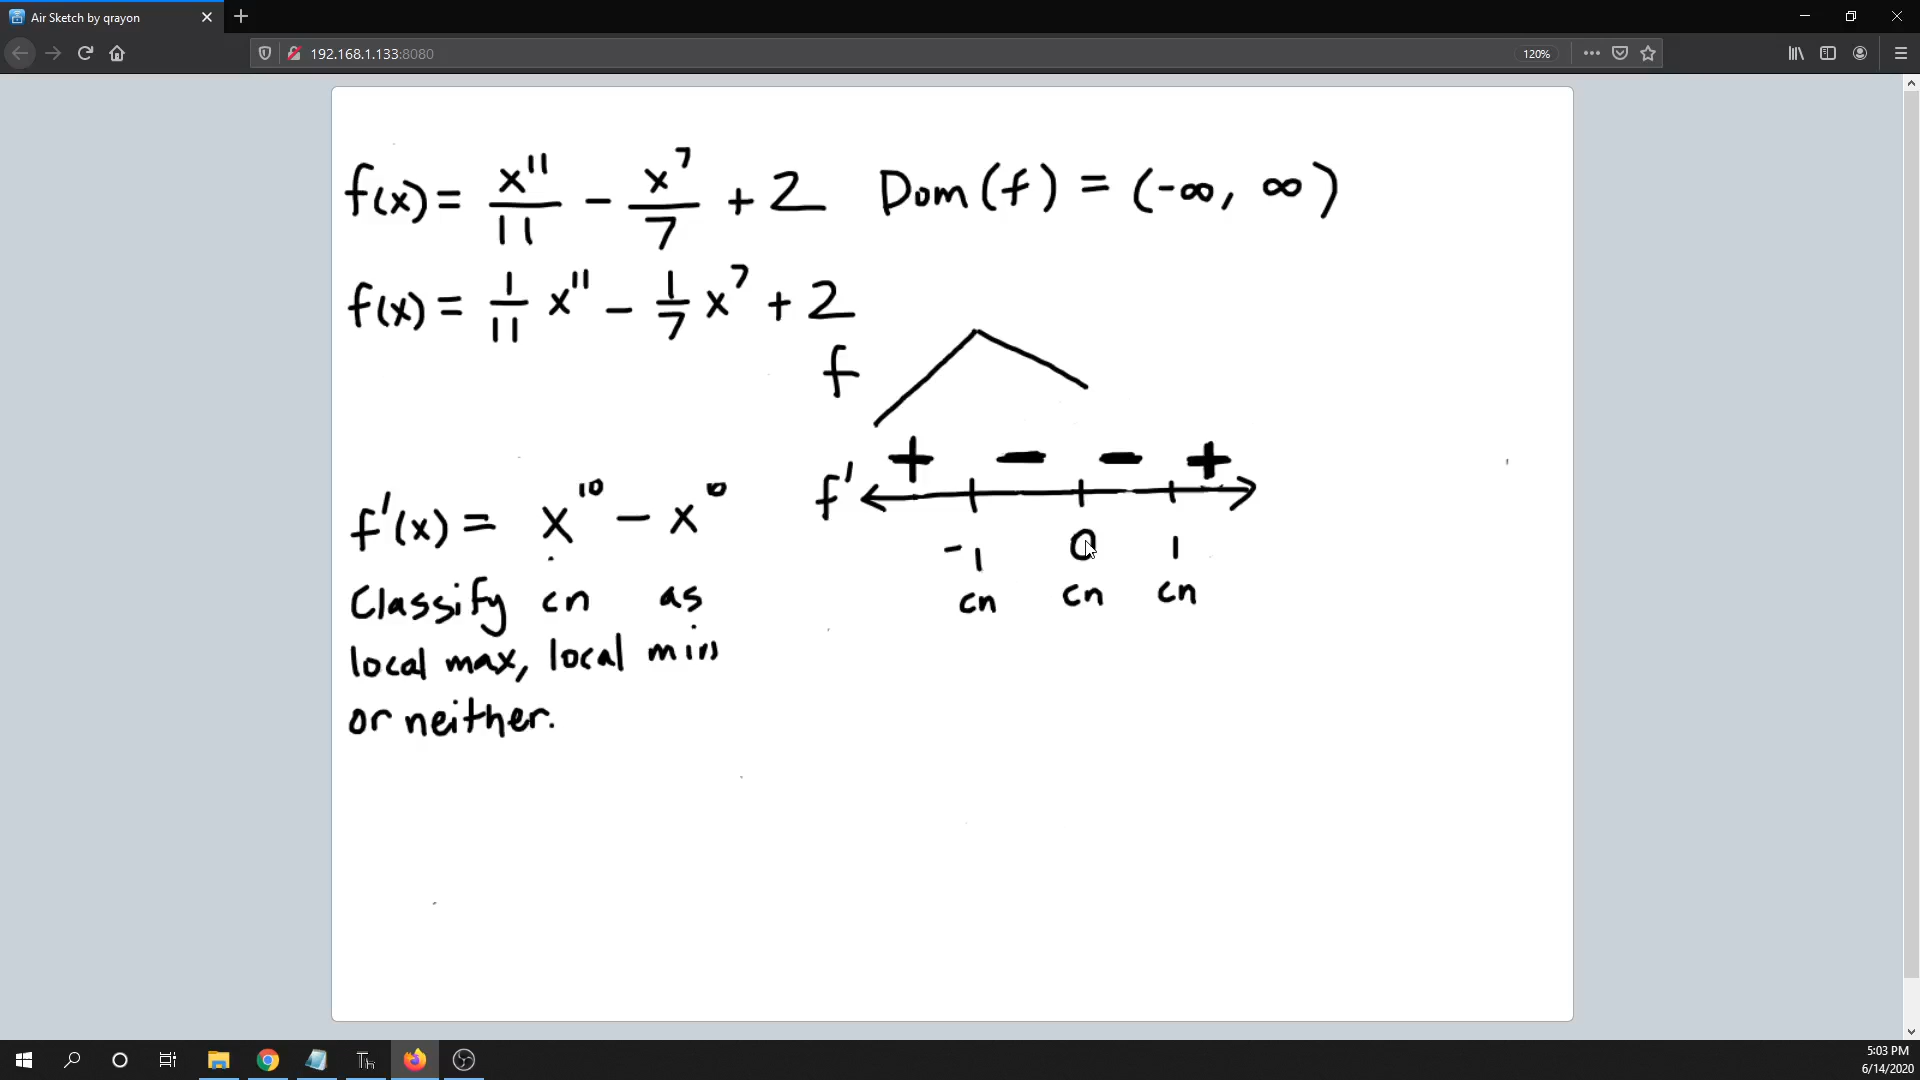 Air Sketch by qrayon
192.168.1.133:8080
120%
f(x) = x^11/11 - x^7/7 + 2 Dom(f) = (-∞, ∞)
f(x) = 1/11 x^11 - 1/7 x^7 + 2
f
+ - - +
f'
f'(x) = x^10 - x^0
-1 0 1
cn cn cn
Classify cn as
local max, local min
or neither.
5:03 PM
6/14/2020